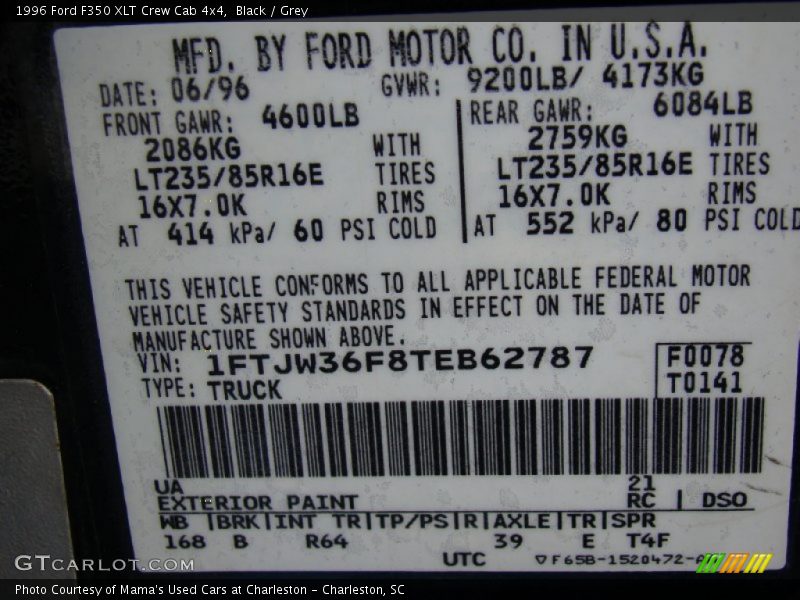 1996 Ford F350 XLT Crew Cab 4x4, Black / Grey
MFD. BY FORD MOTOR CO. IN U.S.A.
DATE: 06/96 GVWR: 9200LB/ 4173KG
FRONT GAWR: 4600LB REAR GAWR: 6084LB
2086KG WITH 2759KG WITH
LT235/85R16E TIRES LT235/85R16E TIRES
16X7.0K RIMS 16X7.0K RIMS
AT 414 kPa/ 60 PSI COLD AT 552 kPa/ 80 PSI COLD
THIS VEHICLE CONFORMS TO ALL APPLICABLE FEDERAL MOTOR
VEHICLE SAFETY STANDARDS IN EFFECT ON THE DATE OF
MANUFACTURE SHOWN ABOVE.
VIN: 1FTJW36F8TEB62787 F0078
TYPE: TRUCK T0141
UA 21
EXTERIOR PAINT RC | DSO
WB |BRK|INT TR|TP/PS|R|AXLE|TR|SPR
168 B R64 39 E T4F
UTC ▽F65B-1520472-
GTCARLOT.COM
Photo Courtesy of Mama's Used Cars at Charleston - Charleston, SC